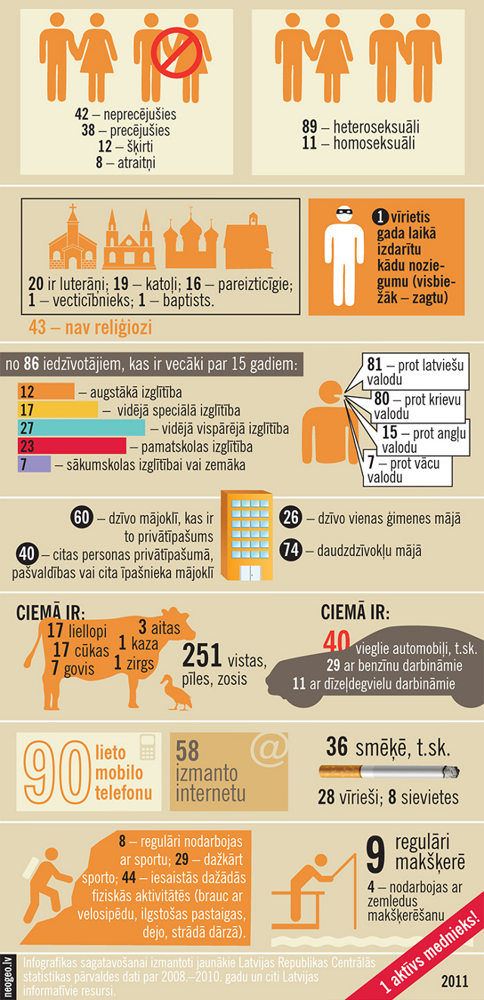 42 – neprecējušies
38 – precējušies
12 – šķirti
8 – atraitņi
89 – heteroseksuāli
11 – homoseksuāli
20 ir luterāņi; 19 – katoļi; 16 – pareizticīgie;
1 – vecticībnieks; 1 – baptists.
43 – nav reliģiozi
1 vīrietis
gada laikā
izdarītu
kādu nozie-
gumu (visbie-
žāk – zagtu)
no 86 iedzīvotājiem, kas ir vecāki par 15 gadiem:
12 – augstākā izglītība
17 – vidējā speciālā izglītība
27 – vidējā vispārējā izglītība
23 – pamatskolas izglītība
7 – sākumskolas izglītībai vai zemāka
81 – prot latviešu
valodu
80 – prot krievu
valodu
15 – prot angļu
valodu
7 – prot vācu
valodu
60 – dzīvo mājoklī, kas ir
to privātīpašums
40 – citas personas privātīpašumā,
pašvaldības vai cita īpašnieka mājoklī
26 – dzīvo vienas ģimenes mājā
74 – daudzdzīvokļu mājā
CIEMĀ IR:
17 liellopi
17 cūkas
7 govis
3 aitas
1 kaza
1 zirgs
251 vistas,
pīles, zosis
CIEMĀ IR:
40 vieglie automobiļi, t.sk.
29 ar benzīnu darbināmie
11 ar dīzeļdegvielu darbināmie
90 lieto
mobilo
telefonu
58 @
izmanto
internetu
36 smēķē, t.sk.
28 vīrieši; 8 sievietes
8 – regulāri nodarbojas
ar sportu; 29 – dažkārt
sporto; 44 – iesaistās dažādās
fiziskās aktivitātēs (brauc ar
velosipēdu, ilgstošas pastaigas,
dejo, strādā dārzā).
9 regulāri
makšķerē
4 – nodarbojas ar
zemledus
makšķerēšanu
1 aktīvs mednieks!
neogeo.lv
Infografikas sagatavošanai izmantoti jaunākie Latvijas Republikas Centrālās
statistikas pārvaldes dati par 2008.–2010. gadu un citi Latvijas
informatīvie resursi.
2011